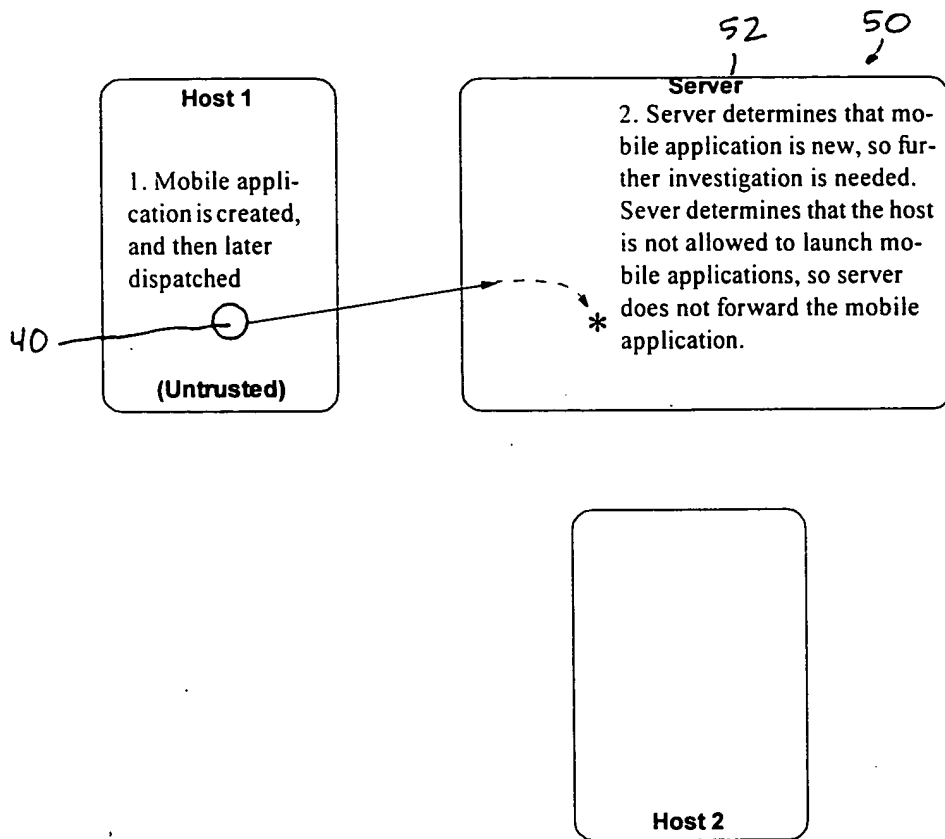 52
50
Host 1
1. Mobile appli-
cation is created,
and then later
dispatched
40
(Untrusted)
Server
2. Server determines that mo-
bile application is new, so fur-
ther investigation is needed.
Sever determines that the host
is not allowed to launch mo-
bile applications, so server
does not forward the mobile
application.
*
Host 2